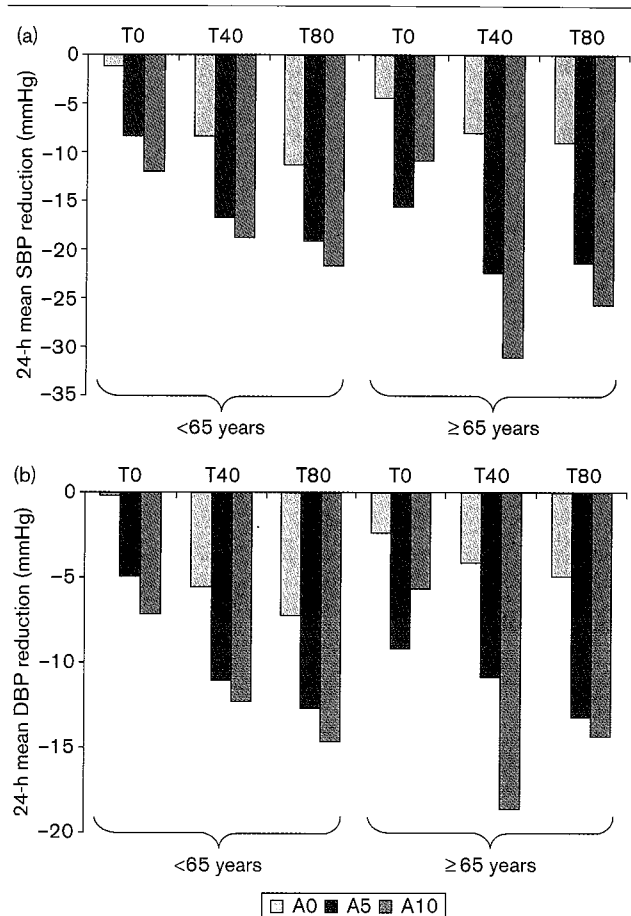 (a)
T0 T40 T80 T0 T40 T80
0
−5
−10
−15
−20
−25
−30
−35
24-h mean SBP reduction (mmHg)
<65 years ≥65 years
(b)
T0 T40 T80 T0 T40 T80
0
−5
−10
−15
−20
24-h mean DBP reduction (mmHg)
<65 years ≥65 years
A0 A5 A10